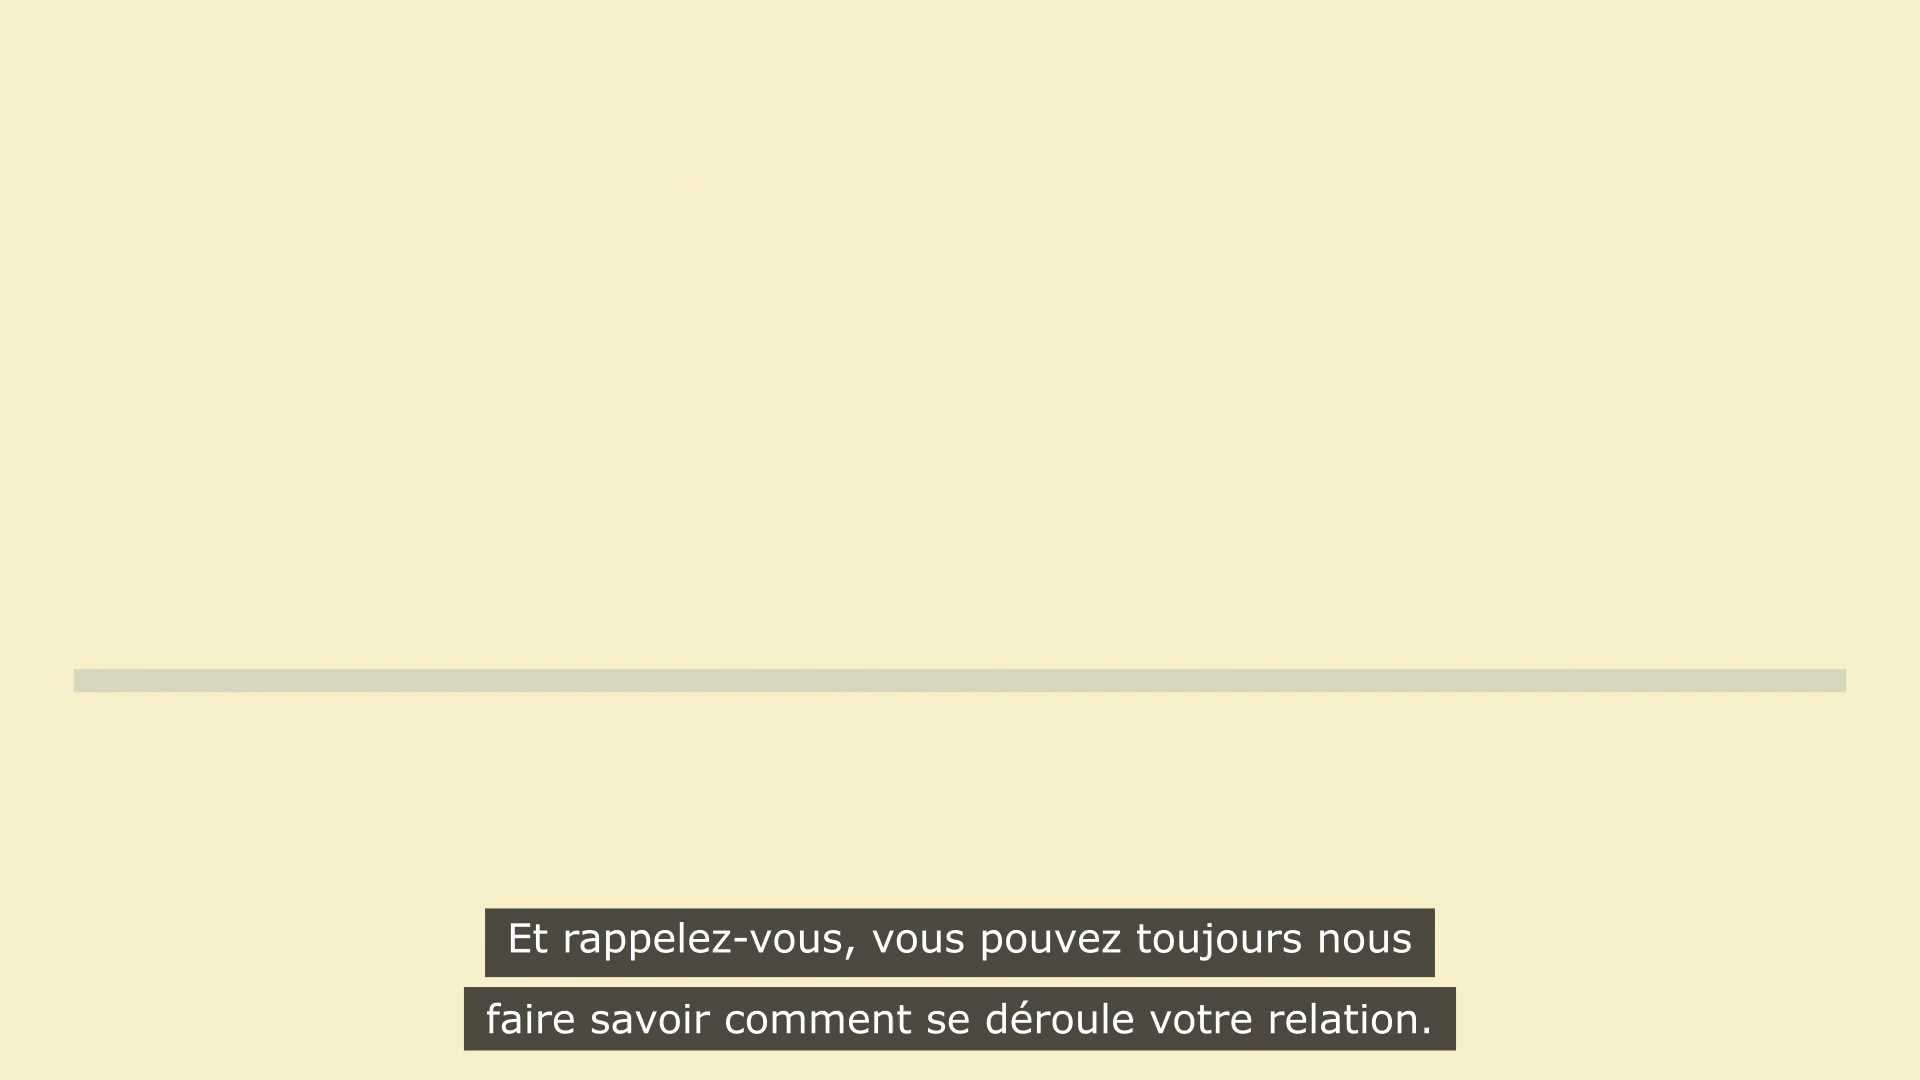 Et rappelez-vous, vous pouvez toujours nous
faire savoir comment se déroule votre relation.